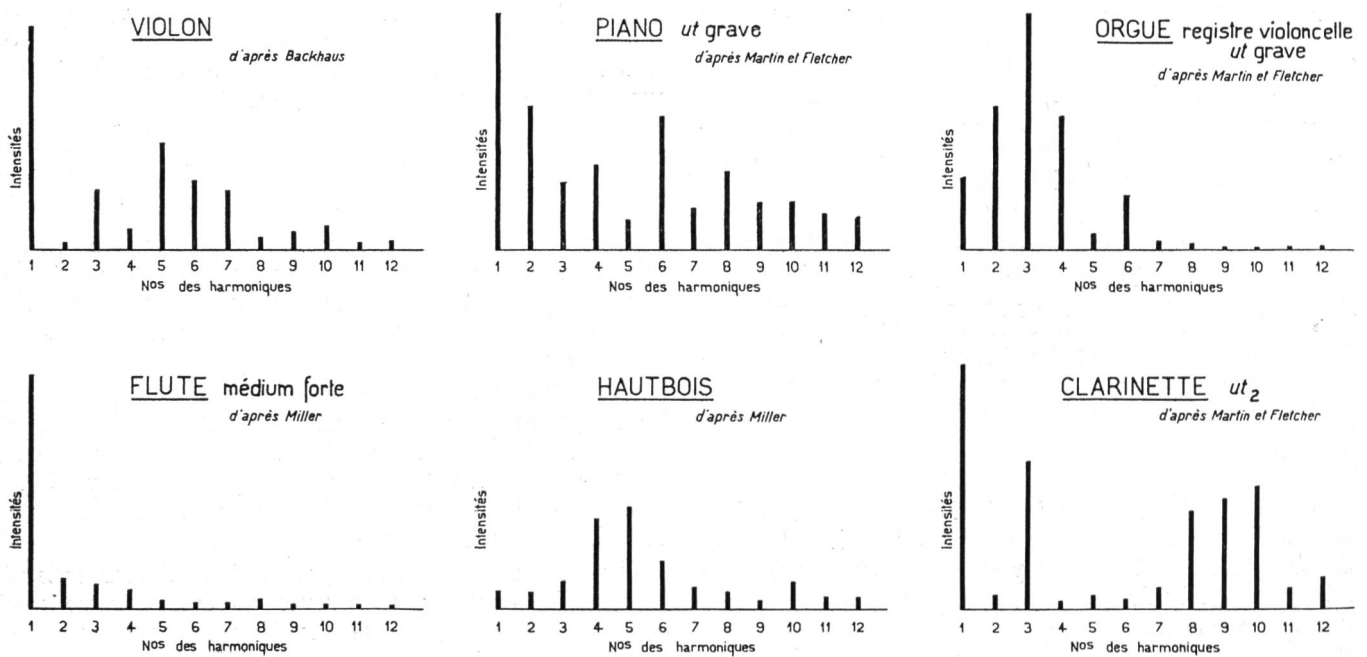 VIOLON
d'après Backhaus
Intensités
1 2 3 4 5 6 7 8 9 10 11 12
Nos des harmoniques
PIANO ut grave
d'après Martin et Fletcher
Intensités
1 2 3 4 5 6 7 8 9 10 11 12
Nos des harmoniques
ORGUE registre violoncelle
ut grave
d'après Martin et Fletcher
Intensités
1 2 3 4 5 6 7 8 9 10 11 12
Nos des harmoniques
FLUTE médium forte
d'après Miller
Intensités
1 2 3 4 5 6 7 8 9 10 11 12
Nos des harmoniques
HAUTBOIS
d'après Miller
Intensités
1 2 3 4 5 6 7 8 9 10 11 12
Nos des harmoniques
CLARINETTE ut2
d'après Martin et Fletcher
Intensités
1 2 3 4 5 6 7 8 9 10 11 12
Nos des harmoniques